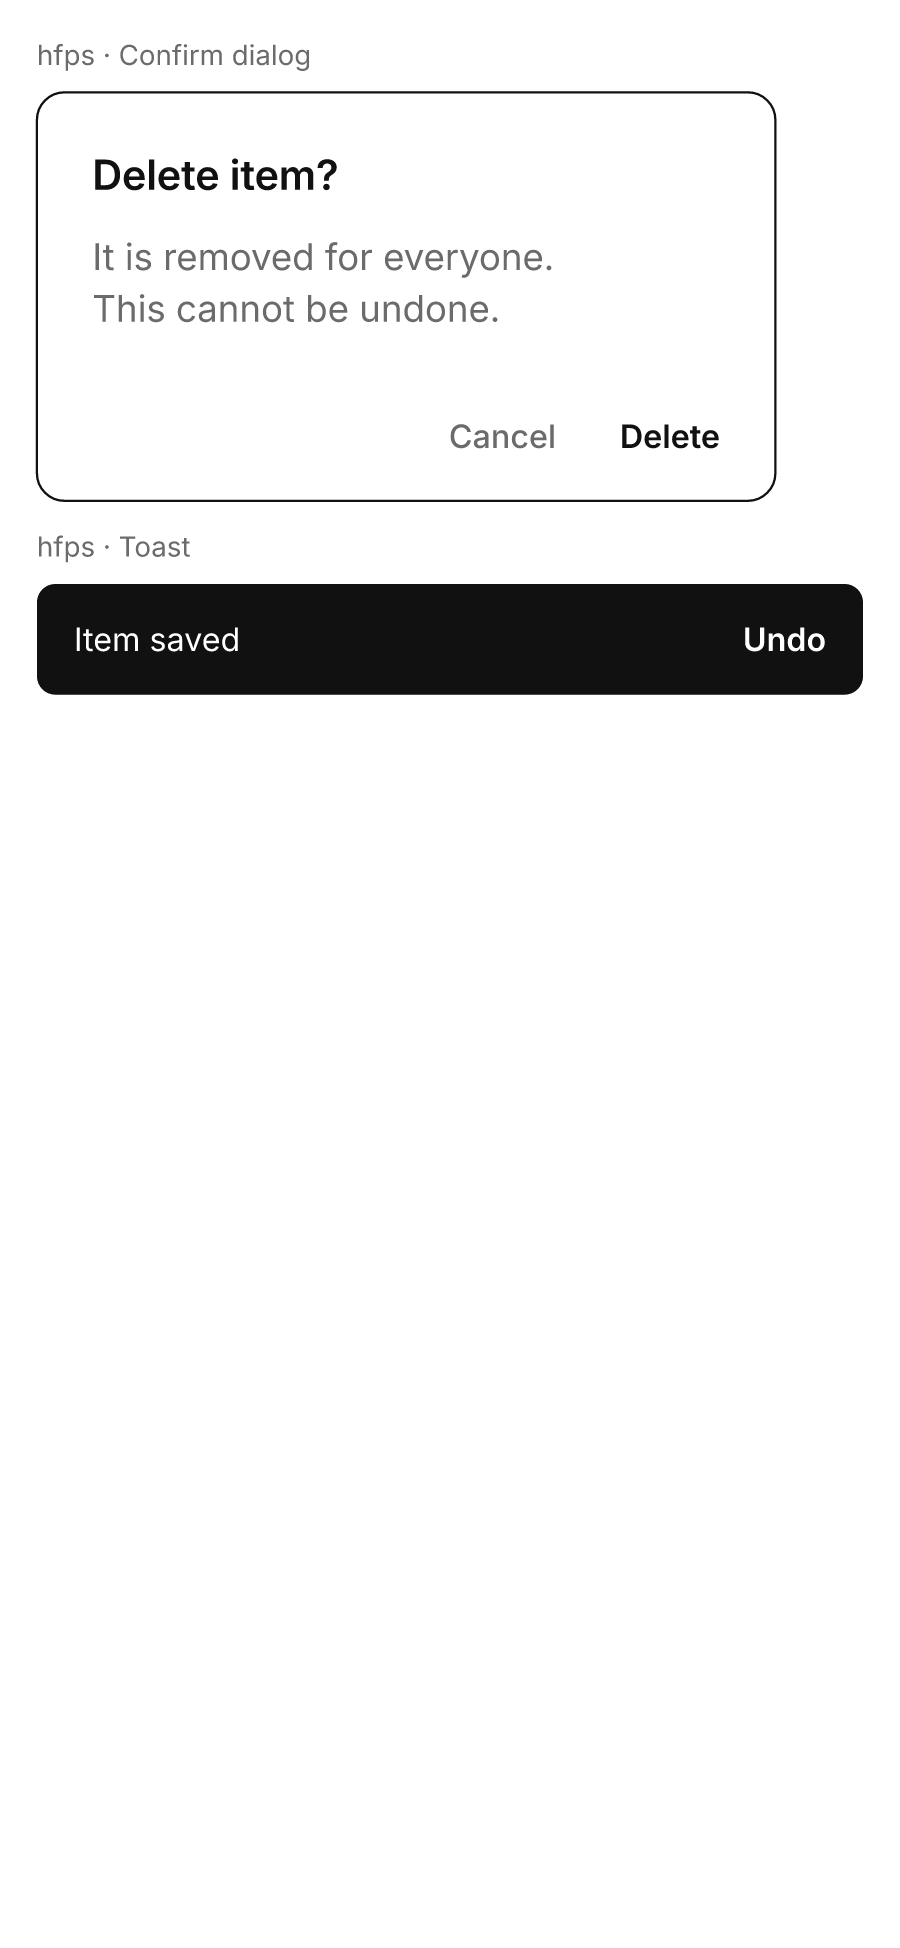 hfps · Confirm dialog
Delete item?
It is removed for everyone.
This cannot be undone.
Cancel Delete
hfps · Toast
Item saved Undo